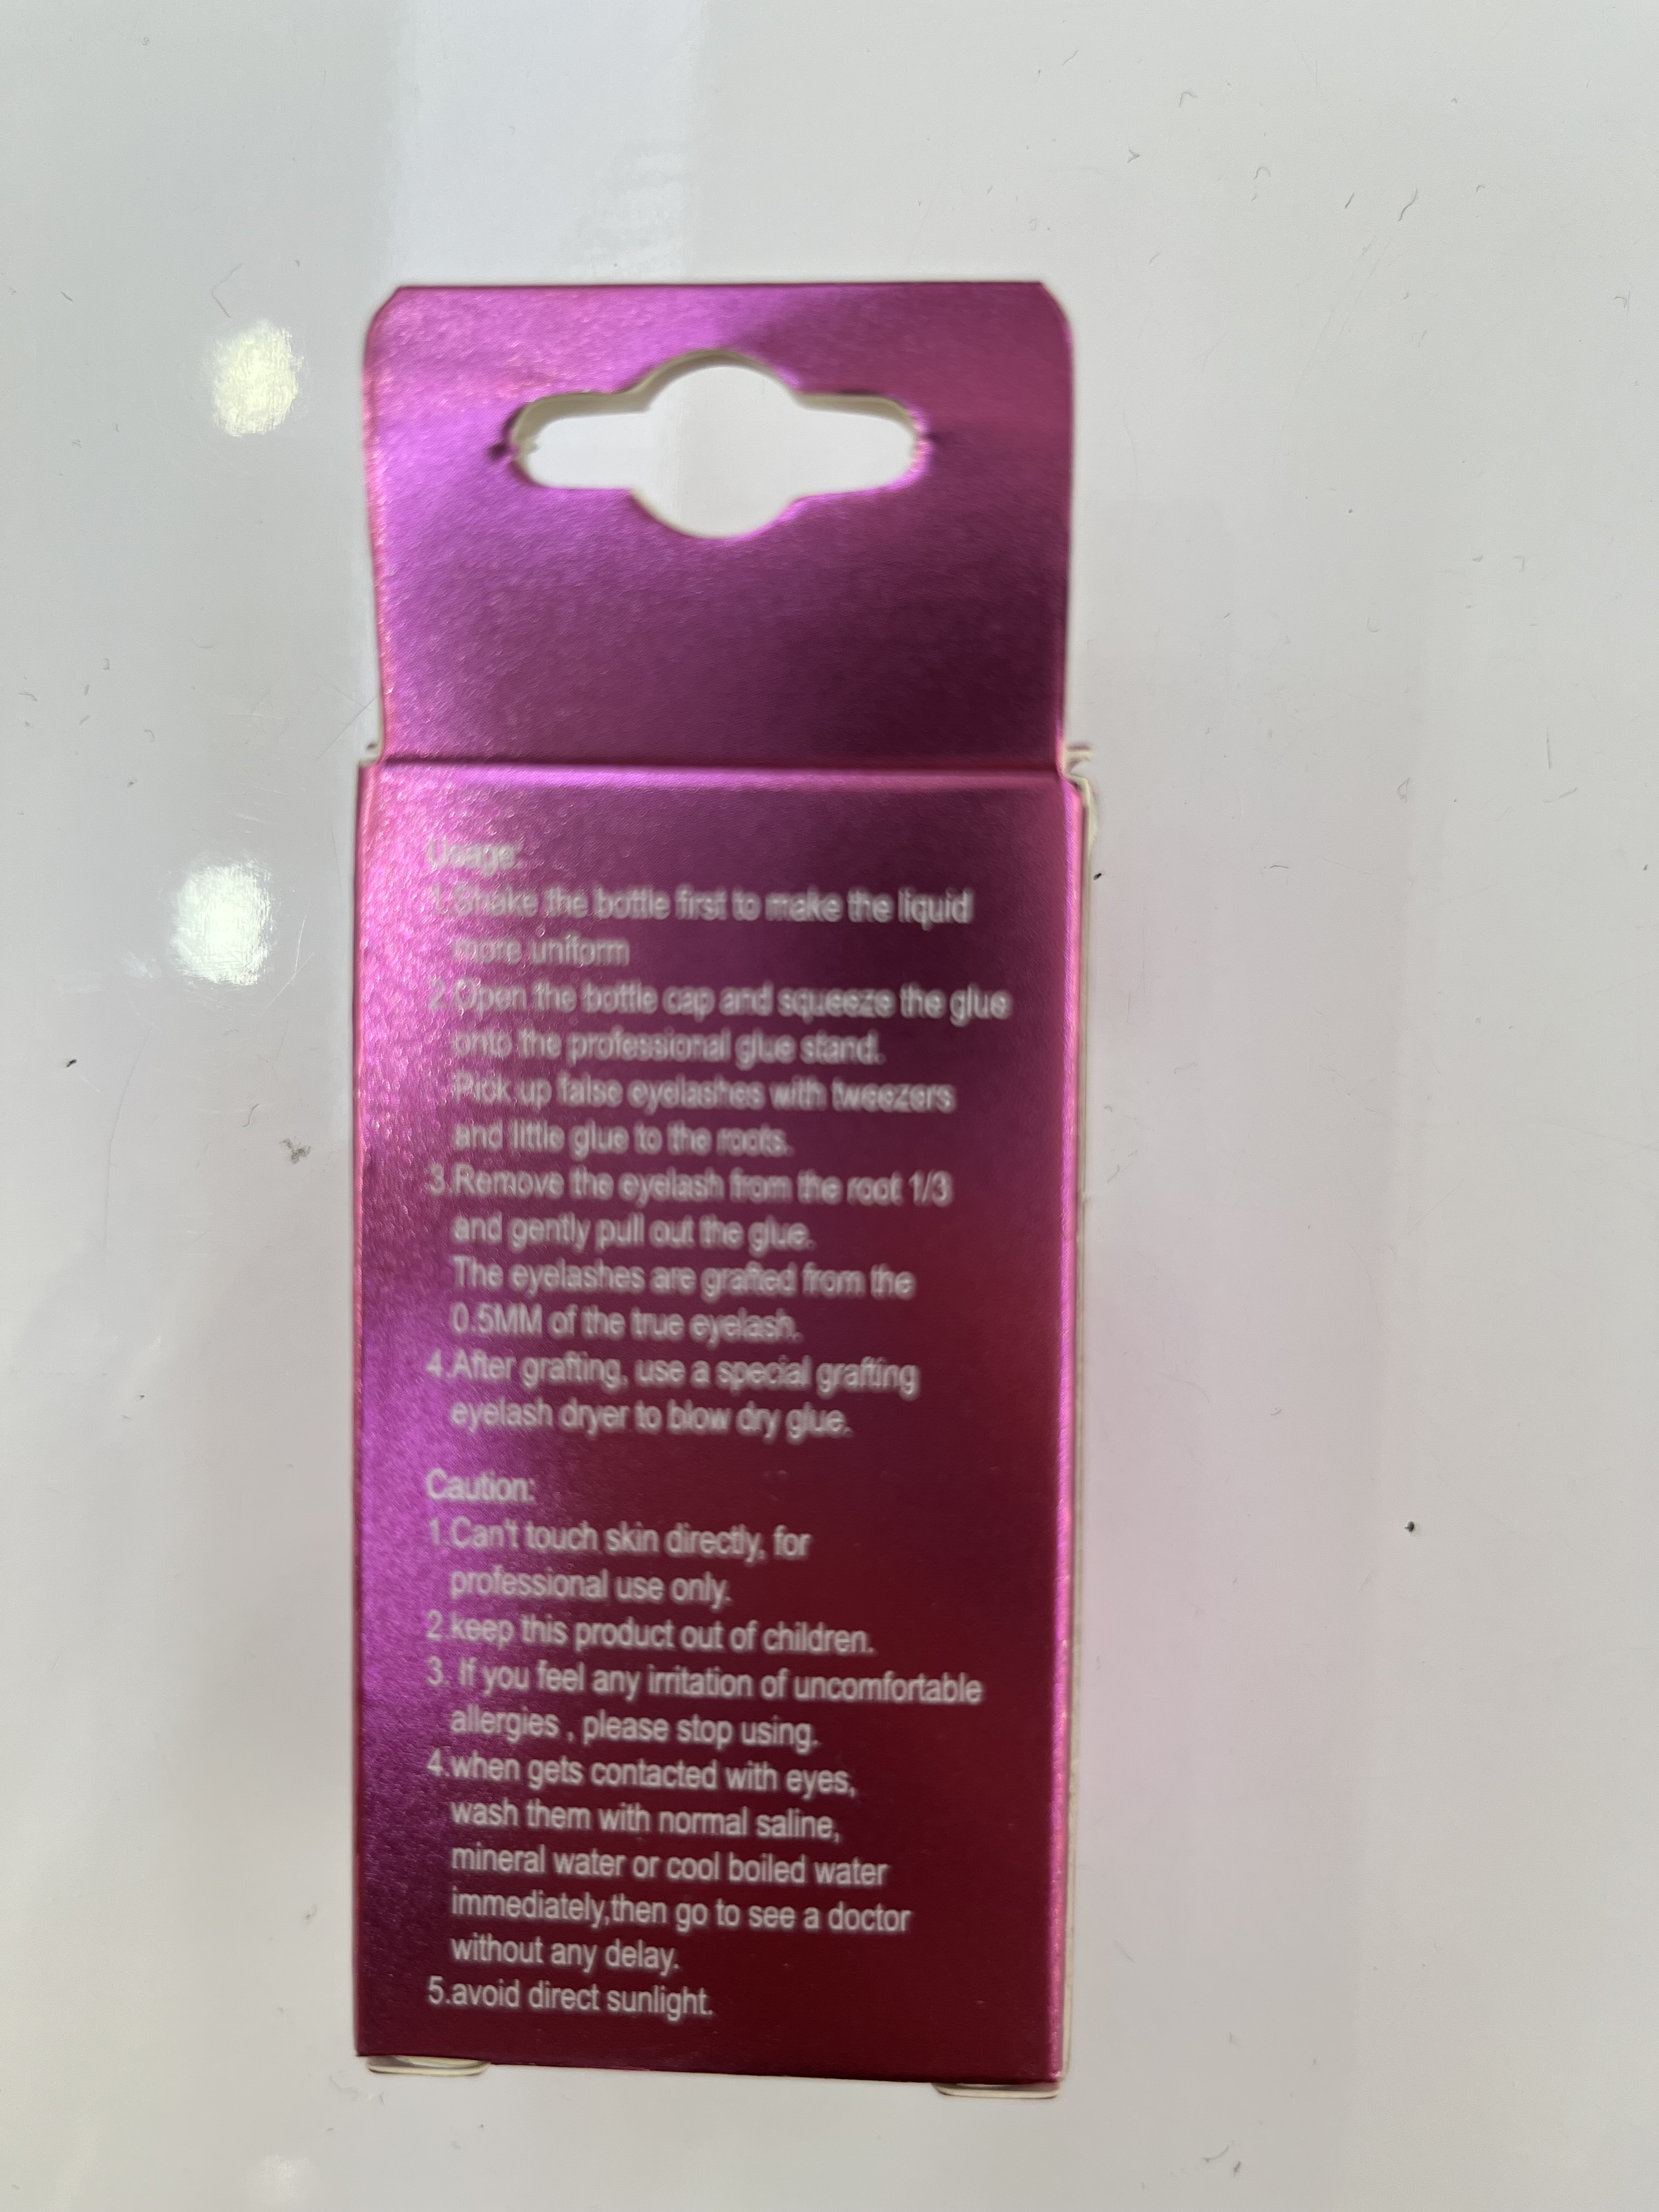 Usage:
1.Shake the bottle first to make the liquid
more uniform
2.Open the bottle cap and squeeze the glue
onto the professional glue stand.
Pick up false eyelashes with tweezers
and little glue to the roots.
3.Remove the eyelash from the root 1/3
and gently pull out the glue.
The eyelashes are grafted from the
0.5MM of the true eyelash.
4.After grafting, use a special grafting
eyelash dryer to blow dry glue.
Caution:
1.Can't touch skin directly, for
professional use only.
2.keep this product out of children.
3. If you feel any irritation of uncomfortable
allergies , please stop using.
4.when gets contacted with eyes,
wash them with normal saline,
mineral water or cool boiled water
immediately,then go to see a doctor
without any delay.
5.avoid direct sunlight.